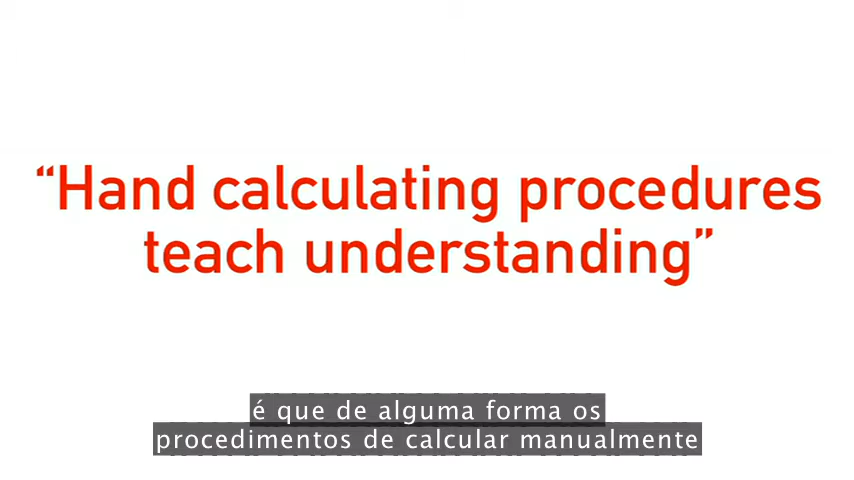 “Hand calculating procedures
teach understanding”
é que de alguma forma os
procedimentos de calcular manualmente